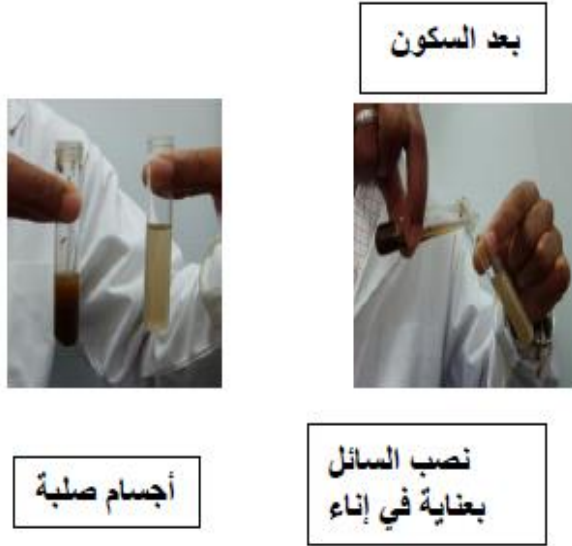 بعد السكون
نصب السائل
بعناية في إناء
أجسام صلبة